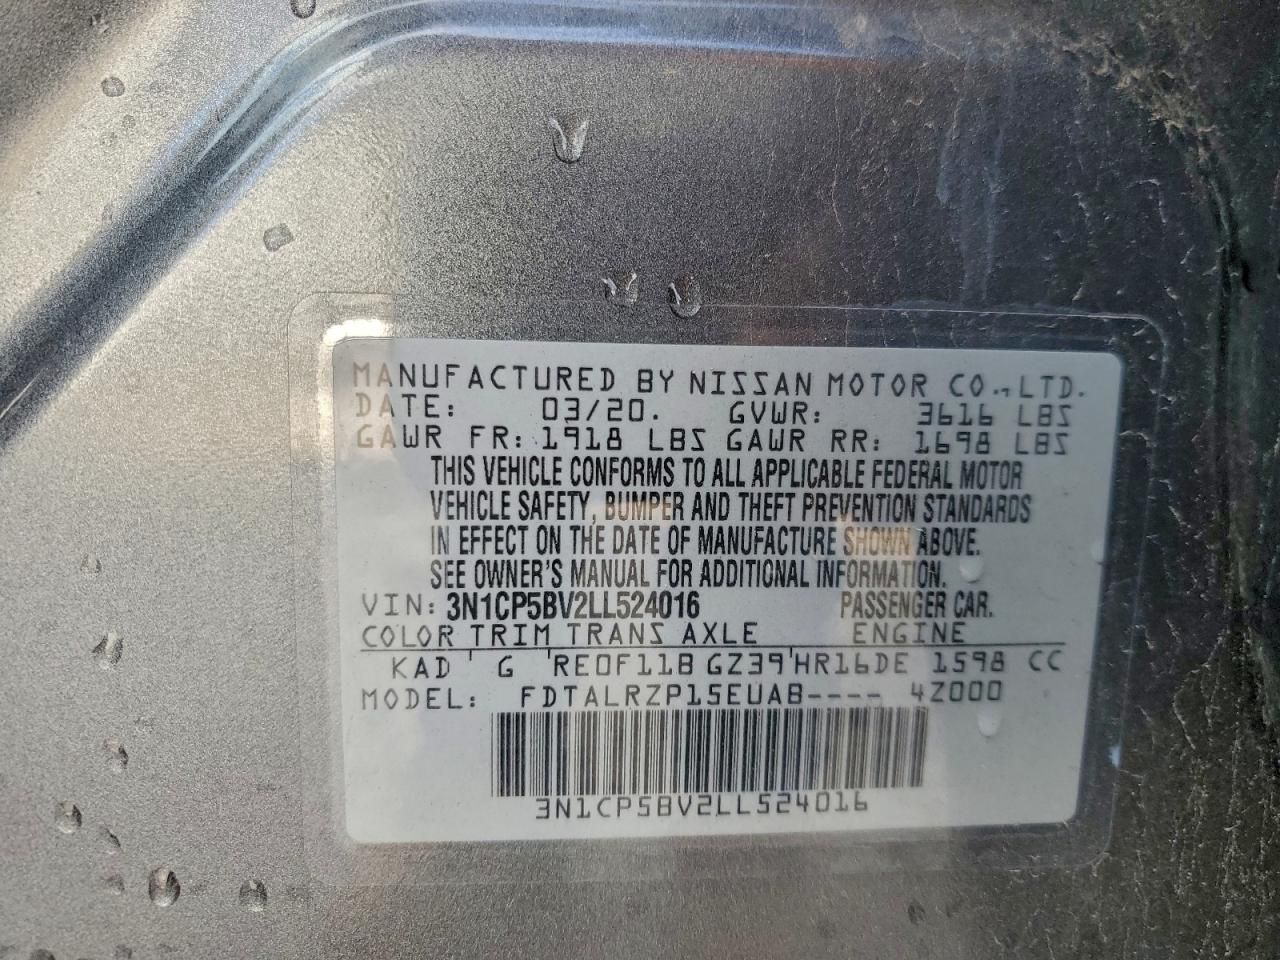 MANUFACTURED BY NISSAN MOTOR CO., LTD.
DATE: 03/20. GVWR: 3616 LBS
GAWR FR: 1918 LBS GAWR RR: 1698 LBS
THIS VEHICLE CONFORMS TO ALL APPLICABLE FEDERAL MOTOR
VEHICLE SAFETY, BUMPER AND THEFT PREVENTION STANDARDS
IN EFFECT ON THE DATE OF MANUFACTURE SHOWN ABOVE.
SEE OWNER'S MANUAL FOR ADDITIONAL INFORMATION.
VIN: 3N1CP5BV2LL524016 PASSENGER CAR.
COLOR TRIM TRANS AXLE ENGINE
KAD ' G ' RE0F11B GZ39 ' HR16DE 1598 CC
MODEL: FDTALRZP15EUAB---- 4Z000
3N1CP5BV2LL524016